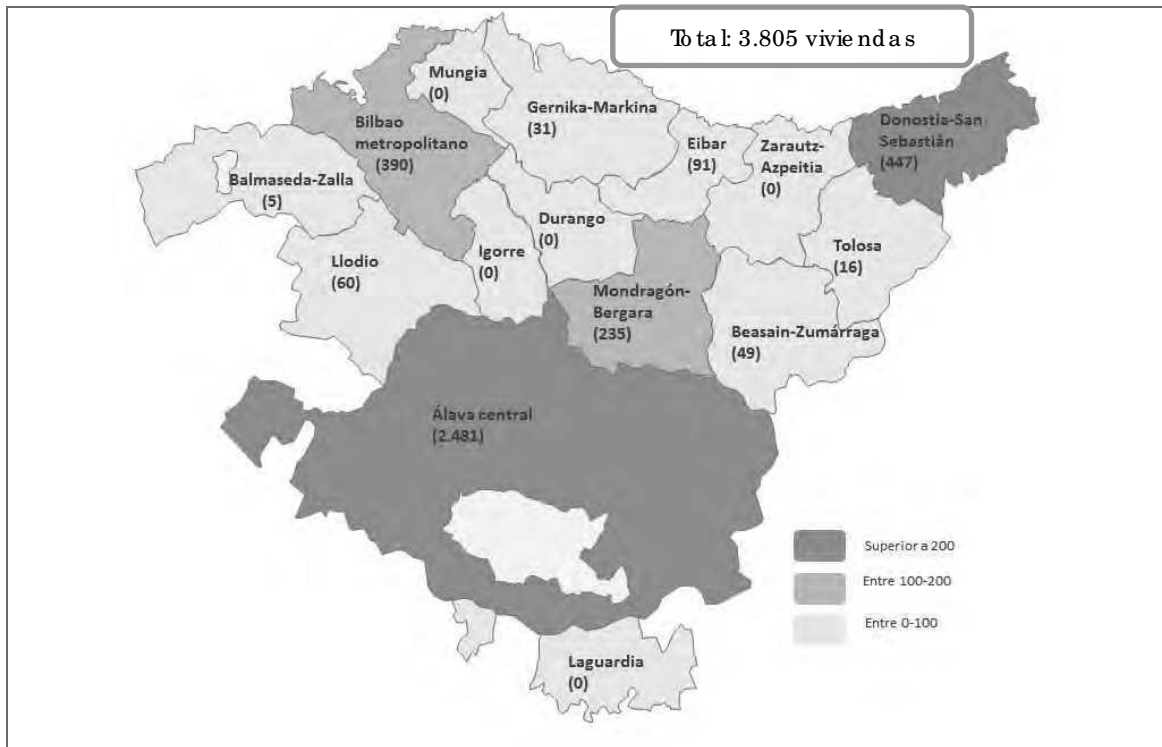 Total: 3.805 viviendas
Mungia
(0)
Gernika-Markina
(31)
Donostia-San
Sebastián
(447)
Bilbao
metropolitano
(390)
Eibar
(91)
Zarautz-
Azpeitia
(0)
Balmaseda-Zalla
(5)
Durango
(0)
Igorre
(0)
Tolosa
(16)
Llodio
(60)
Mondragón-
Bergara
(235)
Beasain-Zumárraga
(49)
Álava central
(2.481)
Superior a 200
Entre 100-200
Entre 0-100
Laguardia
(0)